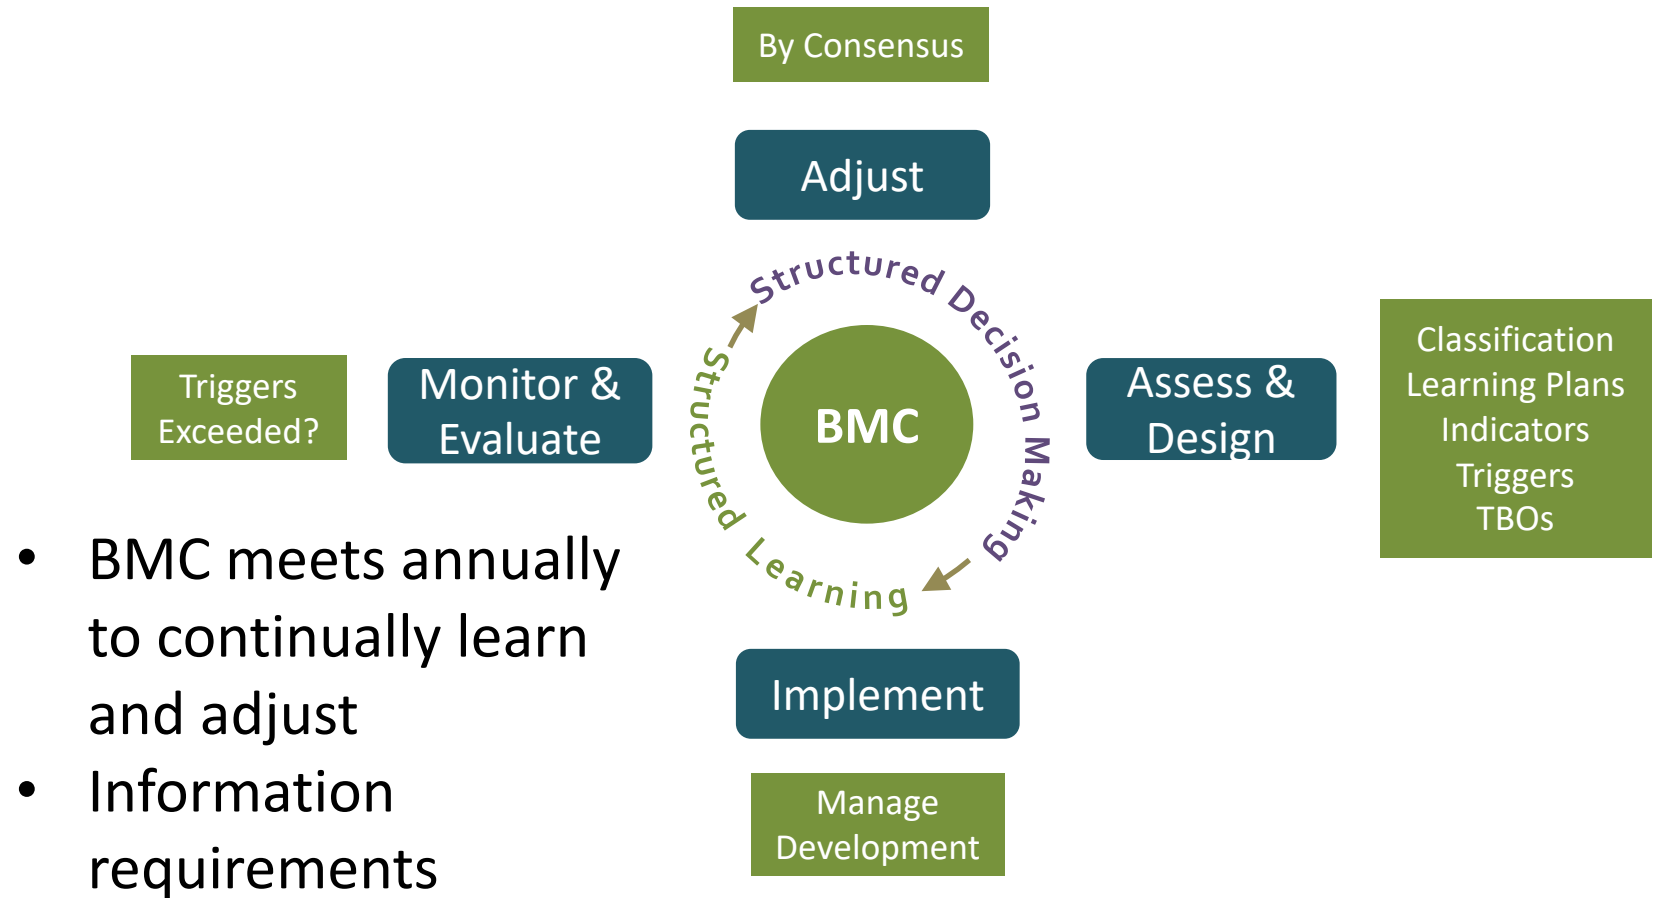 By Consensus
Adjust
Structured Decision Making
Structured Learning
BMC
Triggers
Exceeded?
Monitor &
Evaluate
Assess &
Design
Classification
Learning Plans
Indicators
Triggers
TBOs
Implement
Manage
Development
• BMC meets annually
to continually learn
and adjust
• Information
requirements